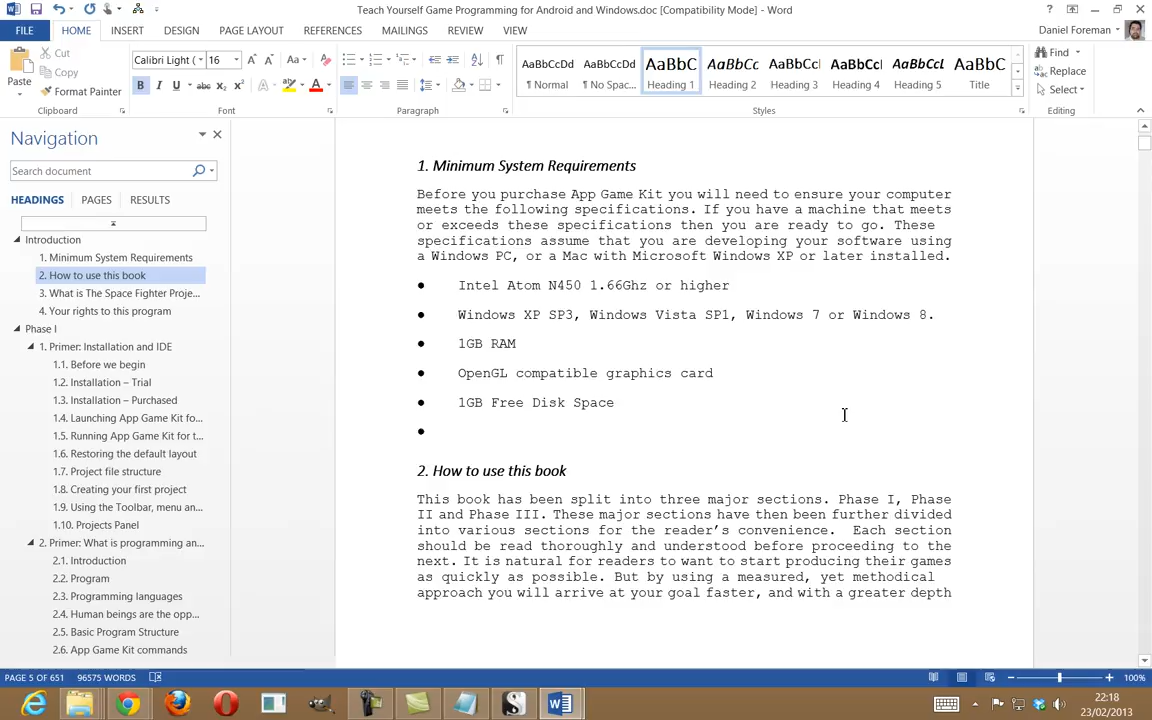 Teach Yourself Game Programming for Android and Windows.doc [Compatibility Mode] - Word
FILE HOME INSERT DESIGN PAGE LAYOUT REFERENCES MAILINGS REVIEW VIEW
Daniel Foreman
Paste
Cut
Copy
Format Painter
Clipboard
Calibri Light ( 16
Font
Paragraph
AaBbCcDd AaBbCcDd AaBbC AaBbCc AaBbCcI AaBbCcI AaBbCcL AaBbC
¶ Normal ¶ No Spac... Heading 1 Heading 2 Heading 3 Heading 4 Heading 5 Title
Styles
Find
Replace
Select
Editing
Navigation
Search document
HEADINGS PAGES RESULTS
Introduction
1. Minimum System Requirements
2. How to use this book
3. What is The Space Fighter Proje...
4. Your rights to this program
Phase I
1. Primer: Installation and IDE
1.1. Before we begin
1.2. Installation – Trial
1.3. Installation – Purchased
1.4. Launching App Game Kit fo...
1.5. Running App Game Kit for t...
1.6. Restoring the default layout
1.7. Project file structure
1.8. Creating your first project
1.9. Using the Toolbar, menu an...
1.10. Projects Panel
2. Primer: What is programming an...
2.1. Introduction
2.2. Program
2.3. Programming languages
2.4. Human beings are the opp...
2.5. Basic Program Structure
2.6. App Game Kit commands
1. Minimum System Requirements
Before you purchase App Game Kit you will need to ensure your computer
meets the following specifications. If you have a machine that meets
or exceeds these specifications then you are ready to go. These
specifications assume that you are developing your software using
a Windows PC, or a Mac with Microsoft Windows XP or later installed.
● Intel Atom N450 1.66Ghz or higher
● Windows XP SP3, Windows Vista SP1, Windows 7 or Windows 8.
● 1GB RAM
● OpenGL compatible graphics card
● 1GB Free Disk Space
●
2. How to use this book
This book has been split into three major sections. Phase I, Phase
II and Phase III. These major sections have then been further divided
into various sections for the reader’s convenience. Each section
should be read thoroughly and understood before proceeding to the
next. It is natural for readers to want to start producing their games
as quickly as possible. But by using a measured, yet methodical
approach you will arrive at your goal faster, and with a greater depth
PAGE 5 OF 651 96575 WORDS
100%
22:18
23/02/2013